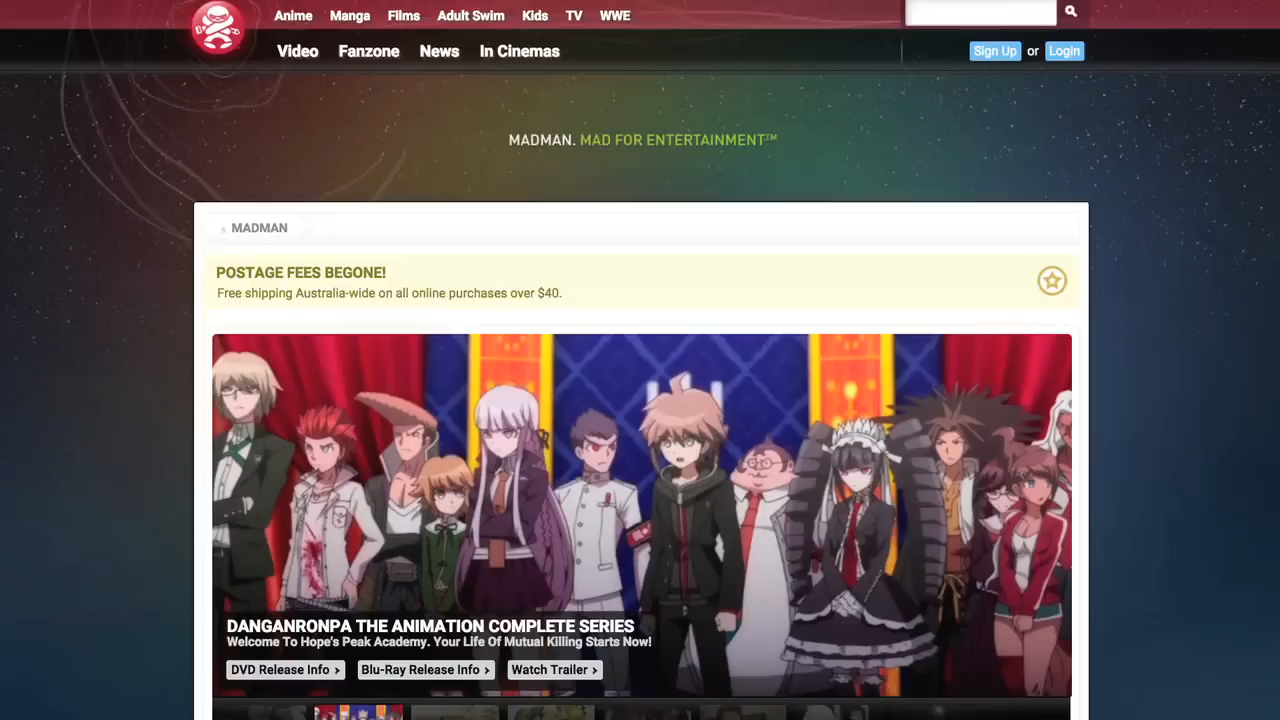 Anime Manga Films Adult Swim Kids TV WWE
Video Fanzone News In Cinemas
Sign Up or Login
MADMAN. MAD FOR ENTERTAINMENT™
MADMAN
POSTAGE FEES BEGONE!
Free shipping Australia-wide on all online purchases over $40.
DANGANRONPA THE ANIMATION COMPLETE SERIES
Welcome To Hope's Peak Academy. Your Life Of Mutual Killing Starts Now!
DVD Release Info › Blu-Ray Release Info › Watch Trailer ›